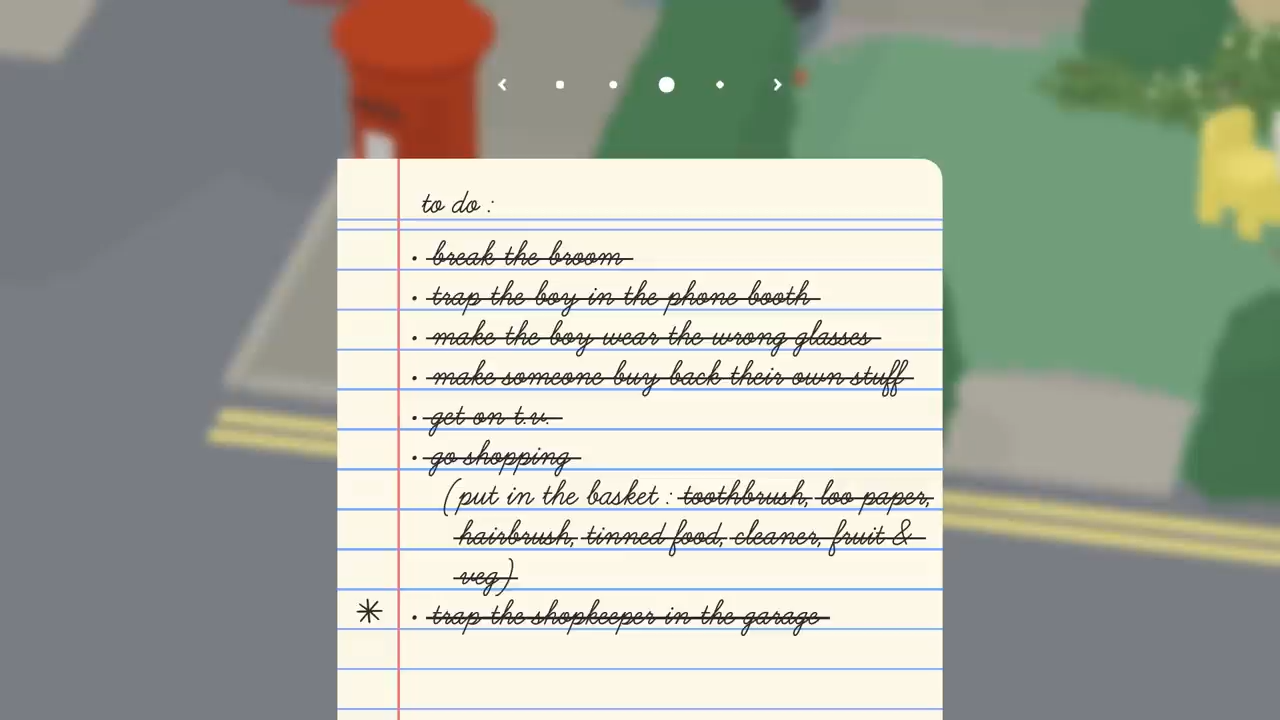 to do :
• break the broom
• trap the boy in the phone booth
• make the boy wear the wrong glasses
• make someone buy back their own stuff
• get on t.v.
• go shopping
(put in the basket : toothbrush, loo paper,
hairbrush, tinned food, cleaner, fruit &
veg)
✳ • trap the shopkeeper in the garage